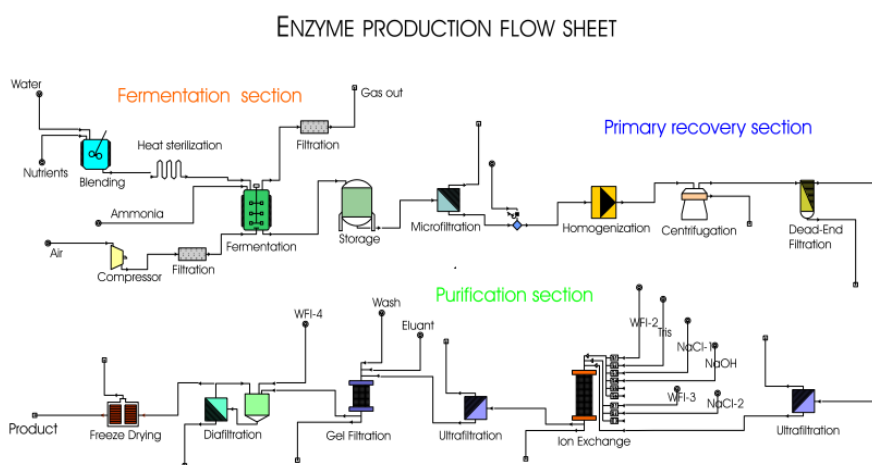 ENZYME PRODUCTION FLOW SHEET
Water
Fermentation section
Gas out
Primary recovery section
Heat sterilization
Filtration
Nutrients
Blending
Ammonia
Microfiltration
Homogenization
Centrifugation
Dead-End
Filtration
Storage
Fermentation
Air
Compressor
Filtration
Purification section
WFI-4
Wash
Eluant
WFI-2
Tris
NaCl-1
NaOH
WFI-3
NaCl-2
Product
Freeze Drying
Diafiltration
Gel Filtration
Ultrafiltration
Ion Exchange
Ultrafiltration